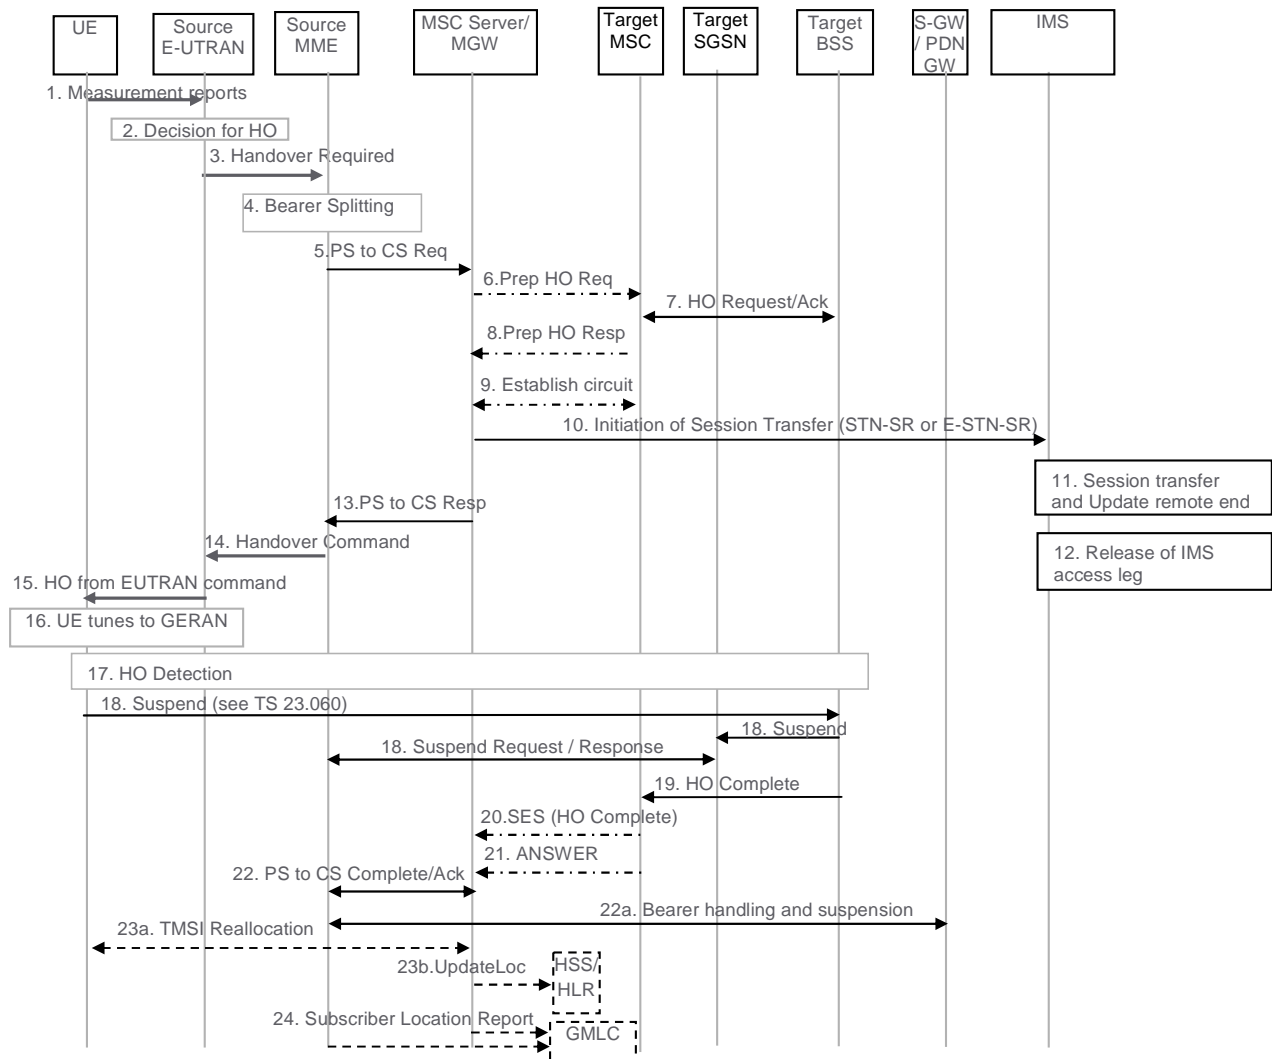 UE
Source
E-UTRAN
Source
MME
MSC Server/
MGW
Target
MSC
Target
SGSN
Target
BSS
S-GW
/ PDN
GW
IMS
1. Measurement reports
2. Decision for HO
3. Handover Required
4. Bearer Splitting
5.PS to CS Req
6.Prep HO Req
7. HO Request/Ack
8.Prep HO Resp
9. Establish circuit
10. Initiation of Session Transfer (STN-SR or E-STN-SR)
11. Session transfer
and Update remote end
12. Release of IMS
access leg
13.PS to CS Resp
14. Handover Command
15. HO from EUTRAN command
16. UE tunes to GERAN
17. HO Detection
18. Suspend (see TS 23.060)
18. Suspend
18. Suspend Request / Response
19. HO Complete
20.SES (HO Complete)
21. ANSWER
22. PS to CS Complete/Ack
22a. Bearer handling and suspension
23a. TMSI Reallocation
23b.UpdateLoc
HSS/
HLR
24. Subscriber Location Report
GMLC